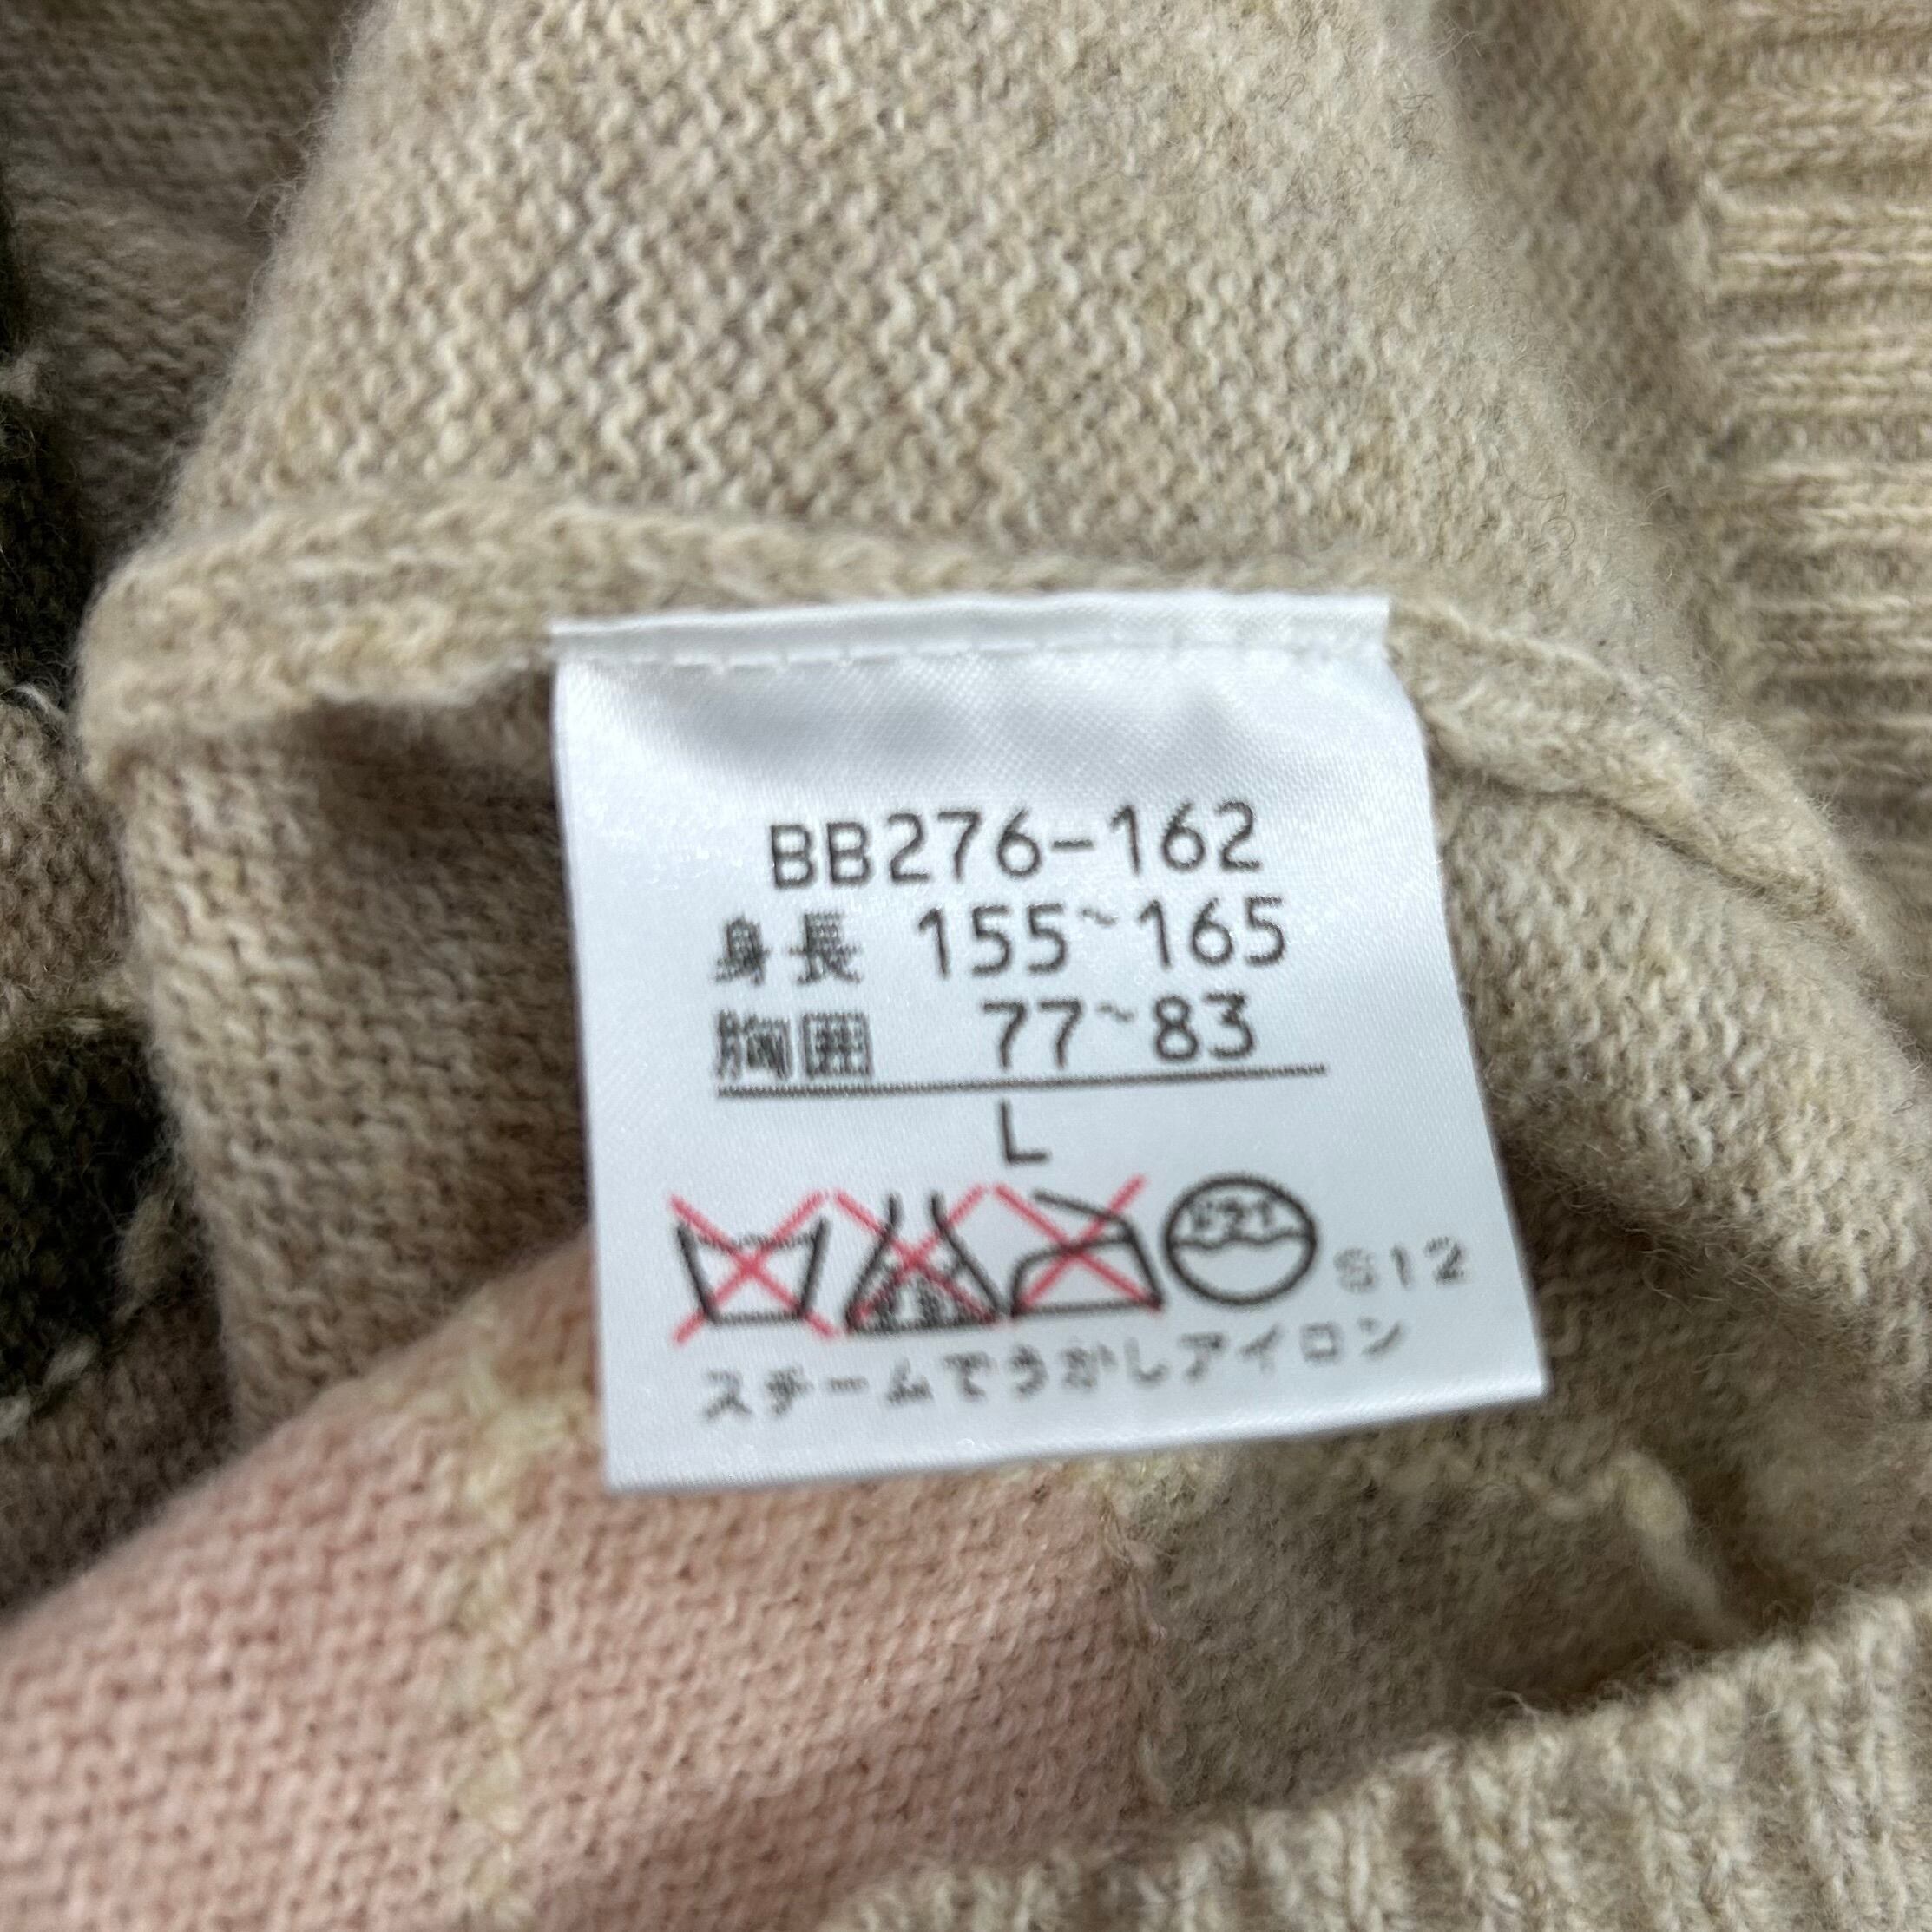 BB276-162
身長 155~165
胸囲 77~83
L
S12
スチームでうかしアイロン